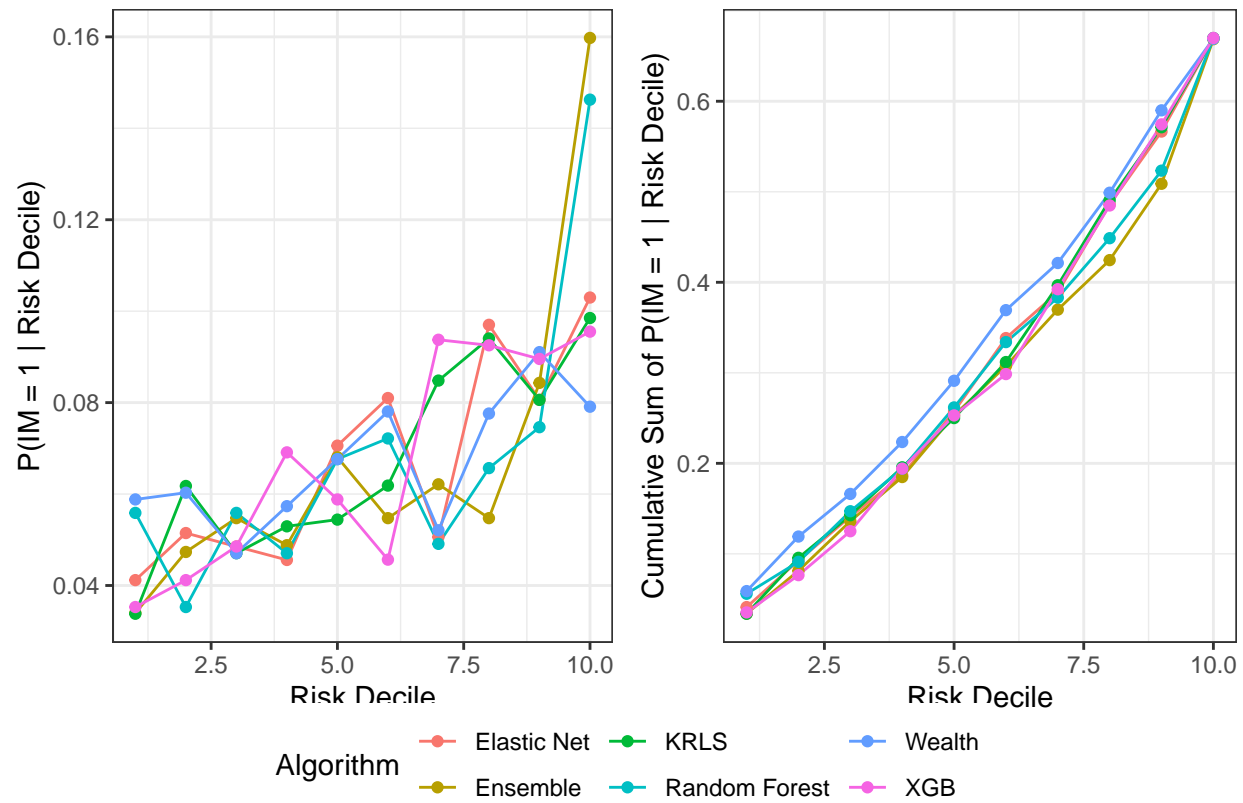 P(IM = 1 | Risk Decile)
0.16
0.12
0.08
0.04
2.5 5.0 7.5 10.0
Risk Decile
Cumulative Sum of P(IM = 1 | Risk Decile)
0.6
0.4
0.2
2.5 5.0 7.5 10.0
Risk Decile
Algorithm
Elastic Net KRLS Wealth
Ensemble Random Forest XGB